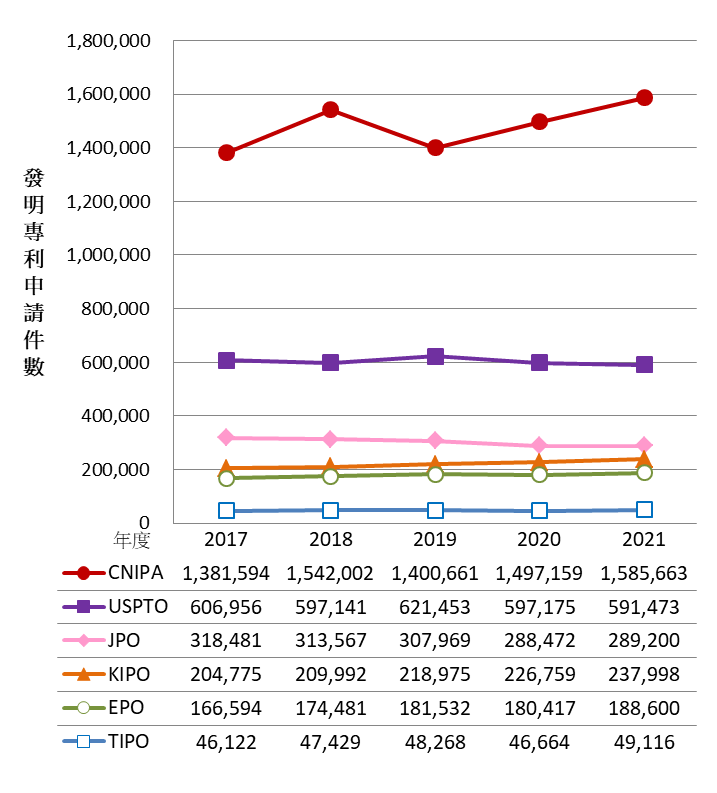 發明專利申請件數
1,800,000
1,600,000
1,400,000
1,200,000
1,000,000
800,000
600,000
400,000
200,000
0
年度 2017 2018 2019 2020 2021
CNIPA 1,381,594 1,542,002 1,400,661 1,497,159 1,585,663
USPTO 606,956 597,141 621,453 597,175 591,473
JPO 318,481 313,567 307,969 288,472 289,200
KIPO 204,775 209,992 218,975 226,759 237,998
EPO 166,594 174,481 181,532 180,417 188,600
TIPO 46,122 47,429 48,268 46,664 49,116